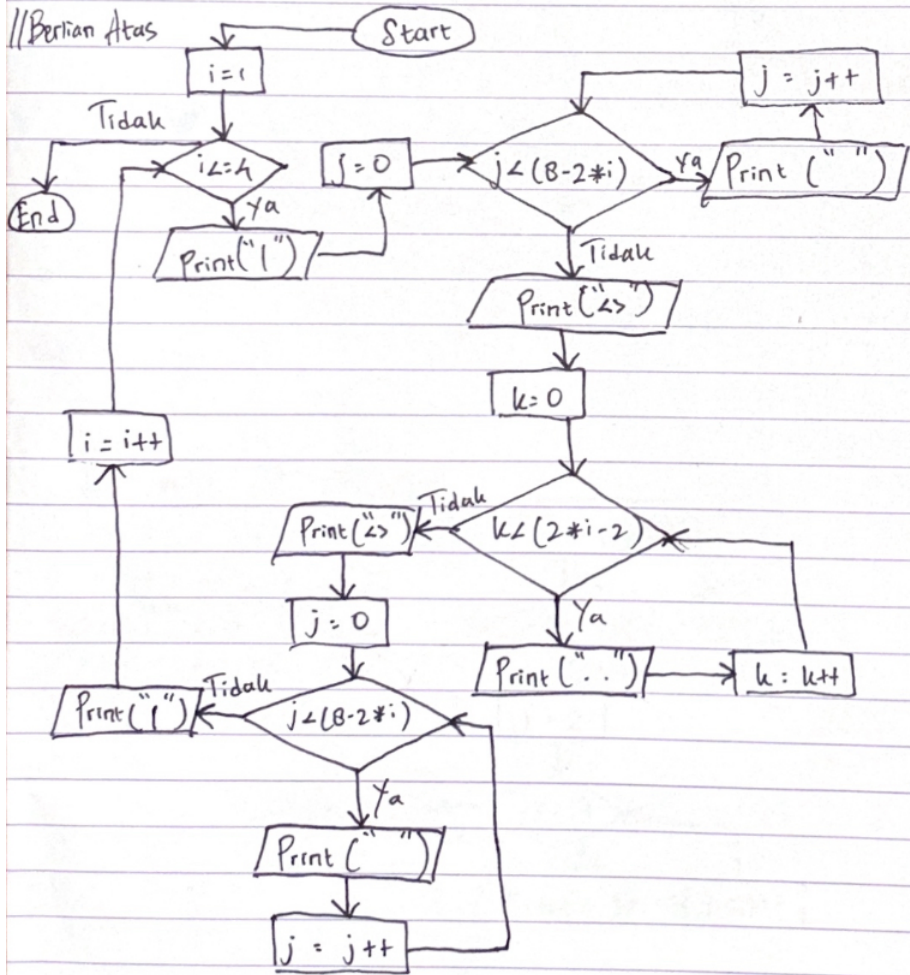 //Berlian Atas
Start
i=1
Tidak
i<=4
Ya
Print("|")
End
j=0
j<(8-2*i)
Ya
Print (" ")
j = j++
Tidak
Print("<>")
k=0
k<(2*i-2)
Ya
Print("..")
k = k++
Tidak
Print("<>")
j=0
j<(8-2*i)
Ya
Print (" ")
j = j++
Tidak
Print("|")
i = i++